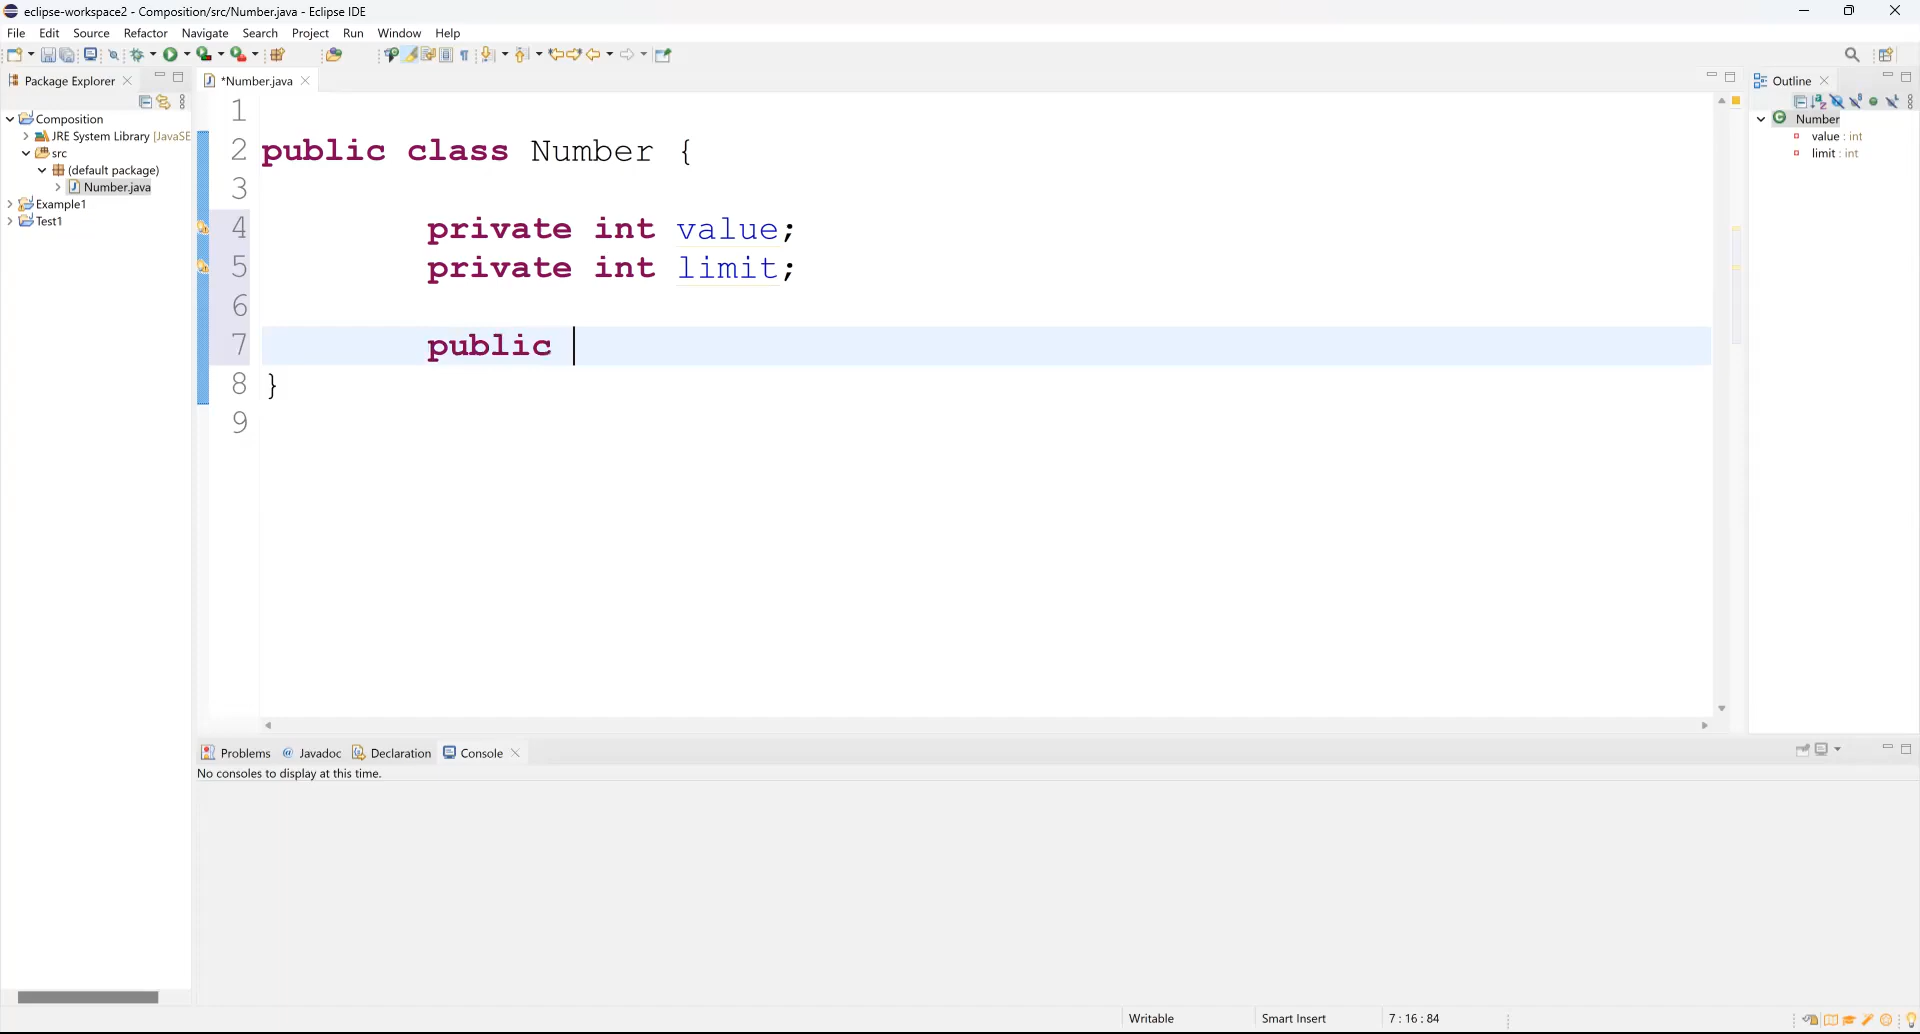 eclipse-workspace2 - Composition/src/Number.java - Eclipse IDE
File Edit Source Refactor Navigate Search Project Run Window Help
Package Explorer
*Number.java
Outline
Composition
JRE System Library [JavaSE
src
(default package)
Number.java
Example1
Test1
1
2 public class Number {
3
4 private int value;
5 private int limit;
6
7 public
8 }
9
Number
value : int
limit : int
Problems @ Javadoc Declaration Console
No consoles to display at this time.
Writable Smart Insert 7 : 16 : 84